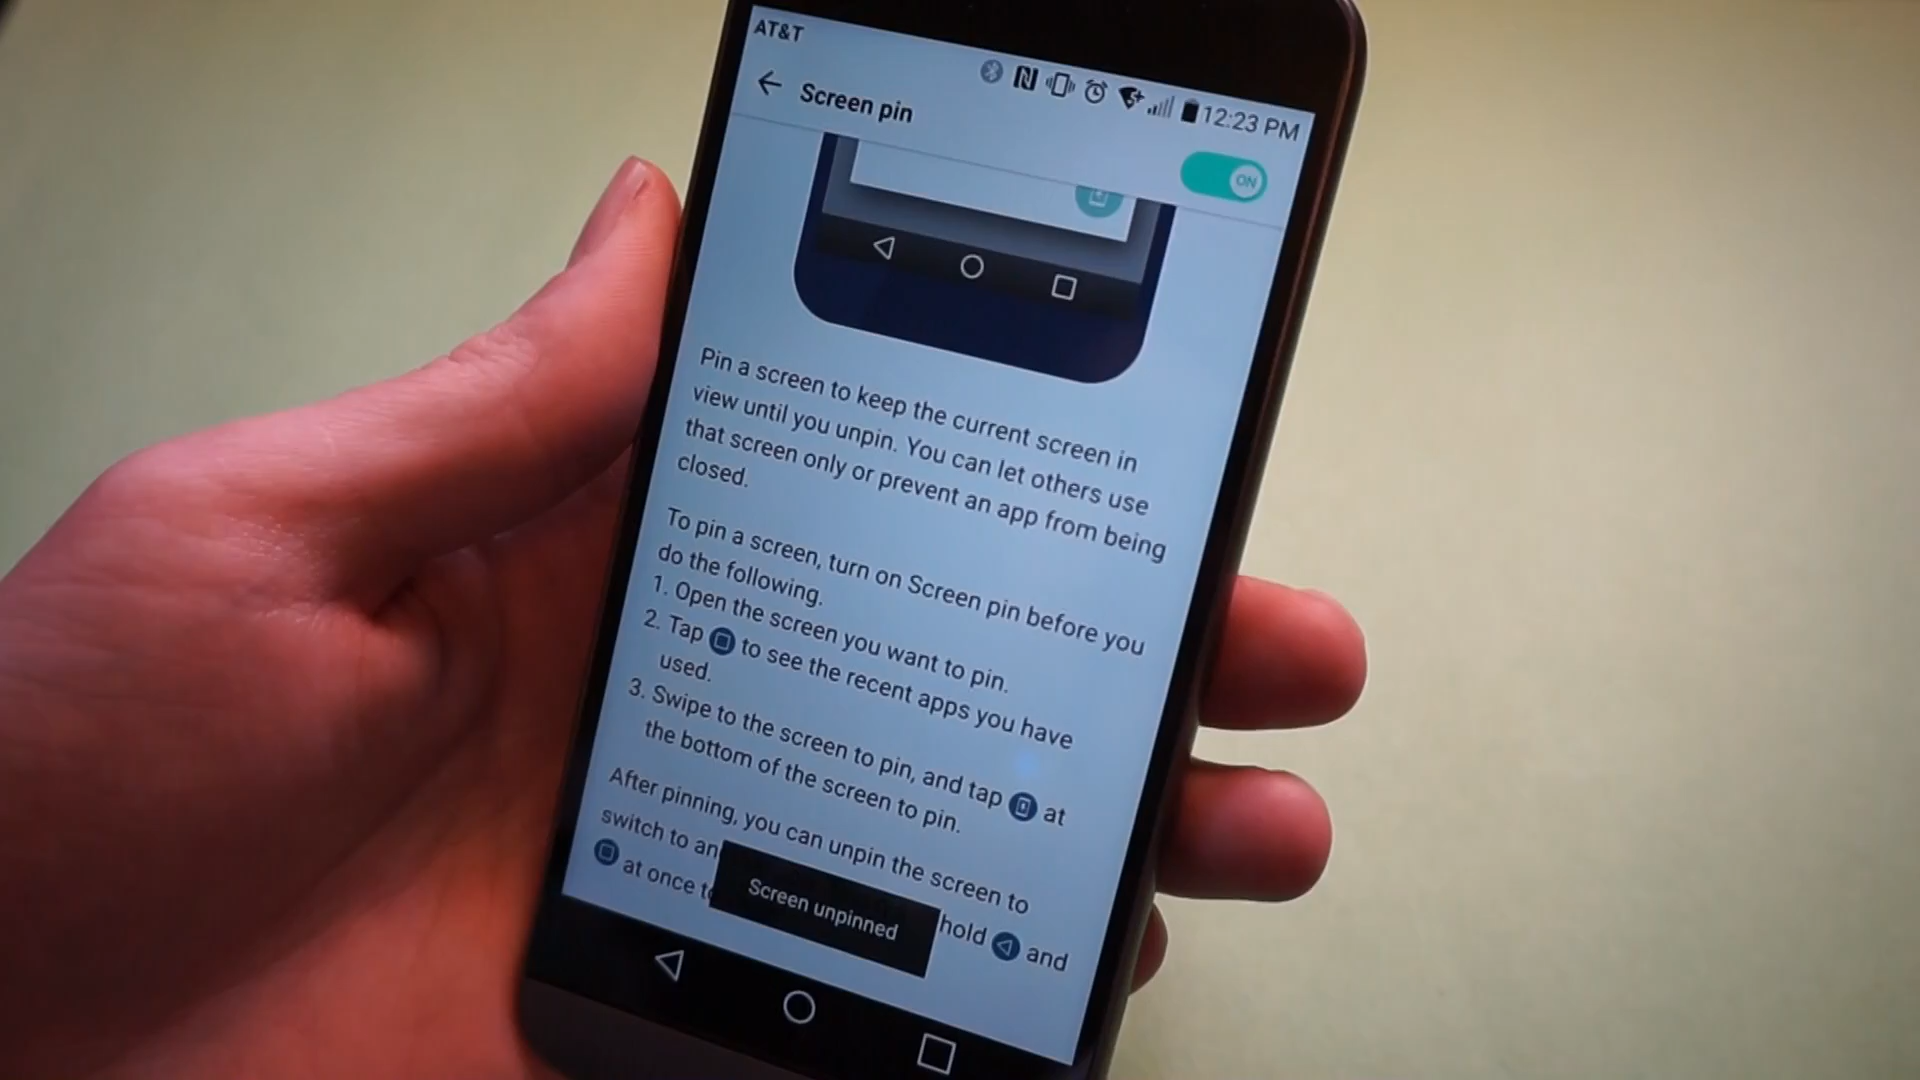 AT&T
12:23 PM
Screen pin
ON
Pin a screen to keep the current screen in
view until you unpin. You can let others use
that screen only or prevent an app from being
closed.
To pin a screen, turn on Screen pin before you
do the following.
1. Open the screen you want to pin.
2. Tap to see the recent apps you have
used.
3. Swipe to the screen to pin, and tap at
the bottom of the screen to pin.
After pinning, you can unpin the screen to
switch to
hold and
at once
Screen unpinned